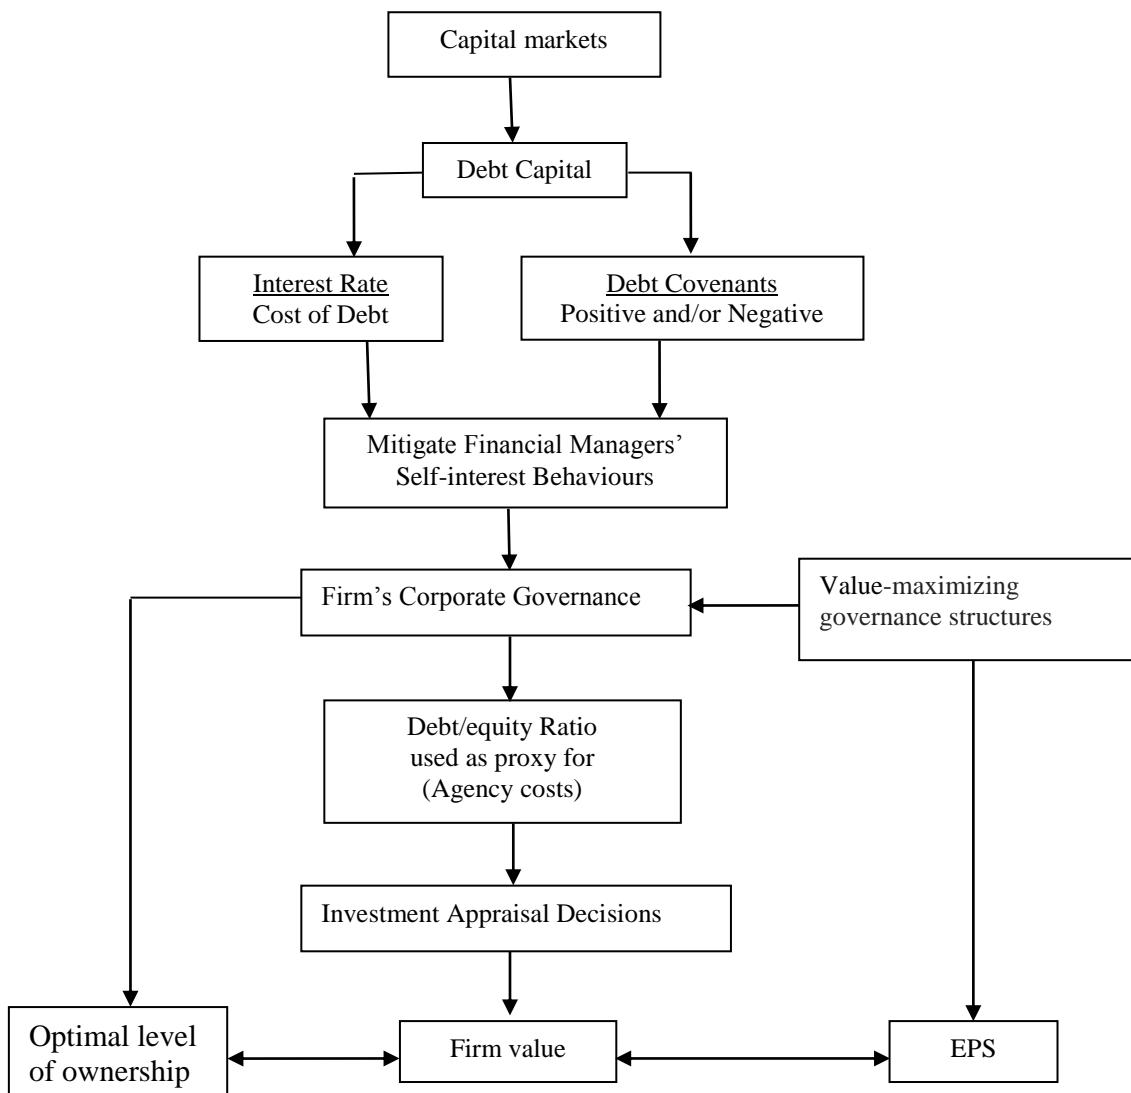 Capital markets
Debt Capital
Interest Rate
Cost of Debt
Debt Covenants
Positive and/or Negative
Mitigate Financial Managers’
Self-interest Behaviours
Firm’s Corporate Governance
Value-maximizing
governance structures
Debt/equity Ratio
used as proxy for
(Agency costs)
Investment Appraisal Decisions
Optimal level
of ownership
Firm value
EPS